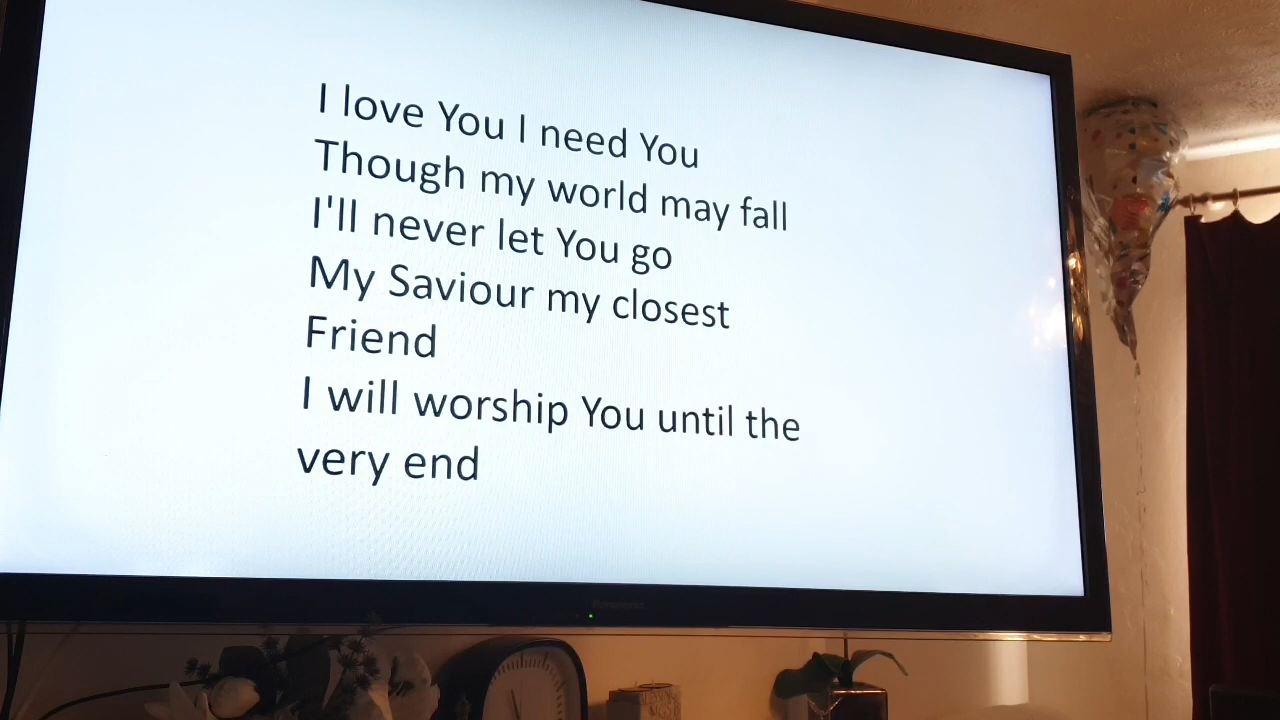 I love You I need You
Though my world may fall
I'll never let You go
My Saviour my closest
Friend
I will worship You until the
very end
Panasonic